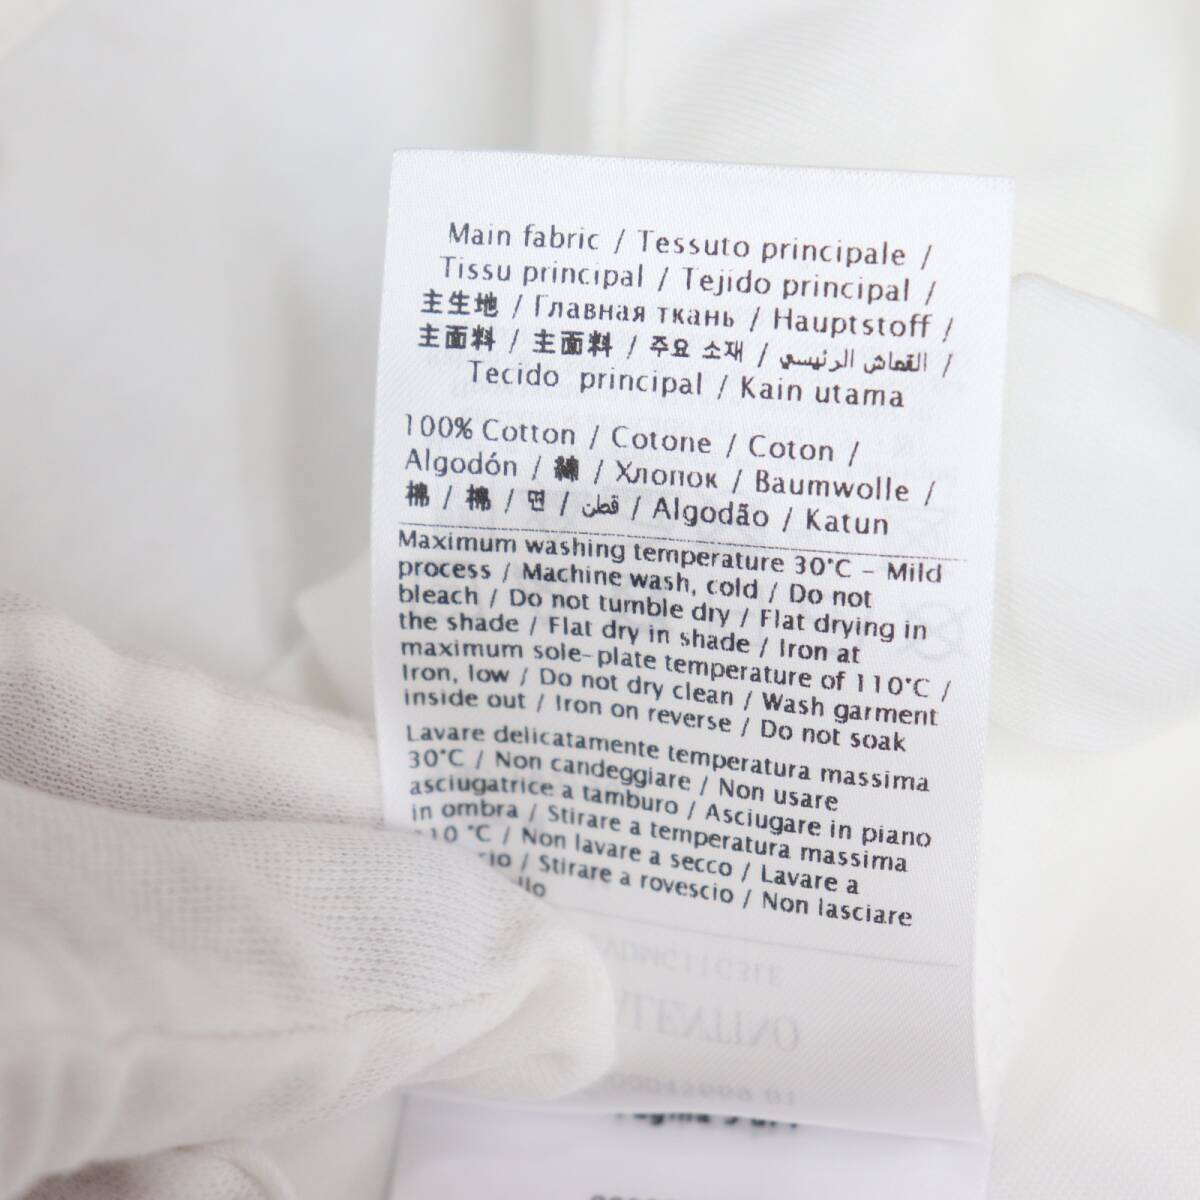 Main fabric / Tessuto principale /
Tissu principal / Tejido principal /
主生地 / Главная ткань / Hauptstoff /
主面料 / 主面料 / 주요 소재 / القماش الرئيسي /
Tecido principal / Kain utama
100% Cotton / Cotone / Coton /
Algodón / 綿 / Хлопок / Baumwolle /
棉 / 棉 / 면 / قطن / Algodão / Katun
Maximum washing temperature 30°C - Mild
process / Machine wash, cold / Do not
bleach / Do not tumble dry / Flat drying in
the shade / Flat dry in shade / Iron at
maximum sole-plate temperature of 110°C /
Iron, low / Do not dry clean / Wash garment
inside out / Iron on reverse / Do not soak
Lavare delicatamente temperatura massima
30°C / Non candeggiare / Non usare
asciugatrice a tamburo / Asciugare in piano
in ombra / Stirare a temperatura massima
110 °C / Non lavare a secco / Lavare a
/ Stirare a rovescio / Non lasciare